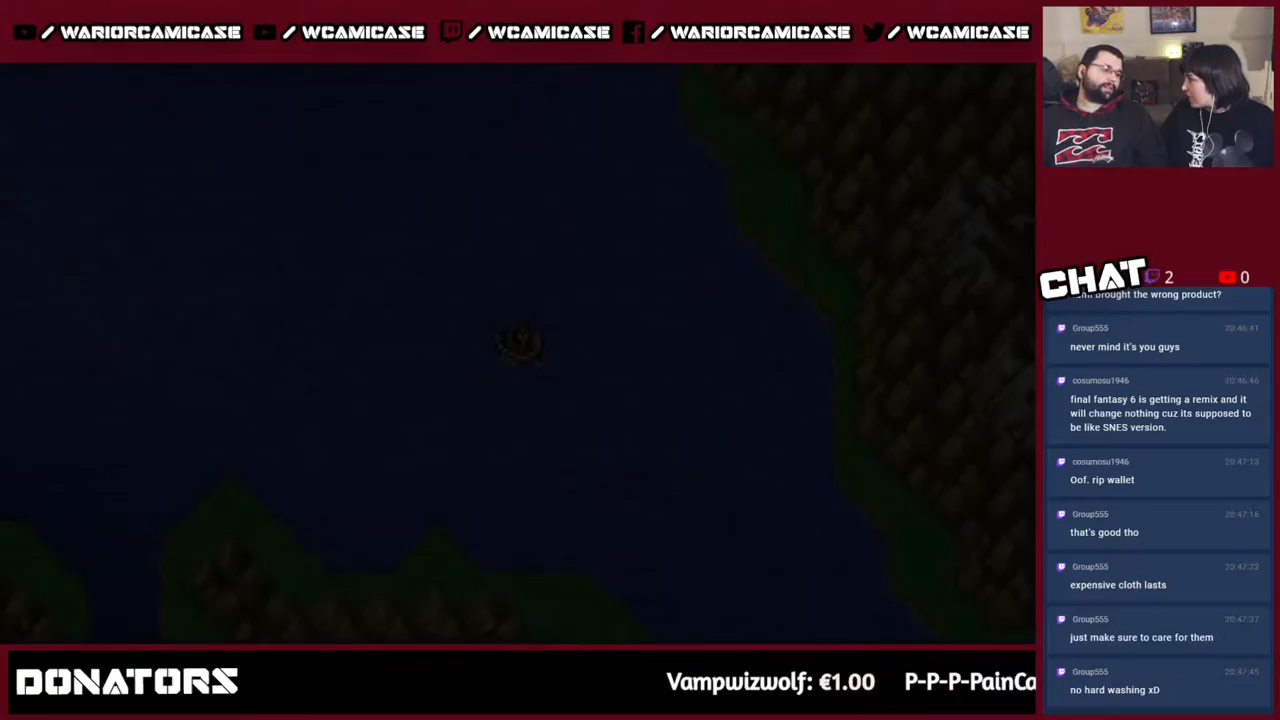 / WARIORCAMICASE / WCAMICASE / WCAMICASE / WARIORCAMICASE / WCAMICASE
CHAT 2 0
brought the wrong product?
Group555 20:46:41
never mind it's you guys
cosumosu1946 20:46:46
final fantasy 6 is getting a remix and it
will change nothing cuz its supposed to
be like SNES version.
cosumosu1946 20:47:13
Oof. rip wallet
Group555 20:47:16
that's good tho
Group555 20:47:22
expensive cloth lasts
Group555 20:47:37
just make sure to care for them
Group555 20:47:45
no hard washing xD
DONATORS Vampwizwolf: €1.00 P-P-P-PainCa